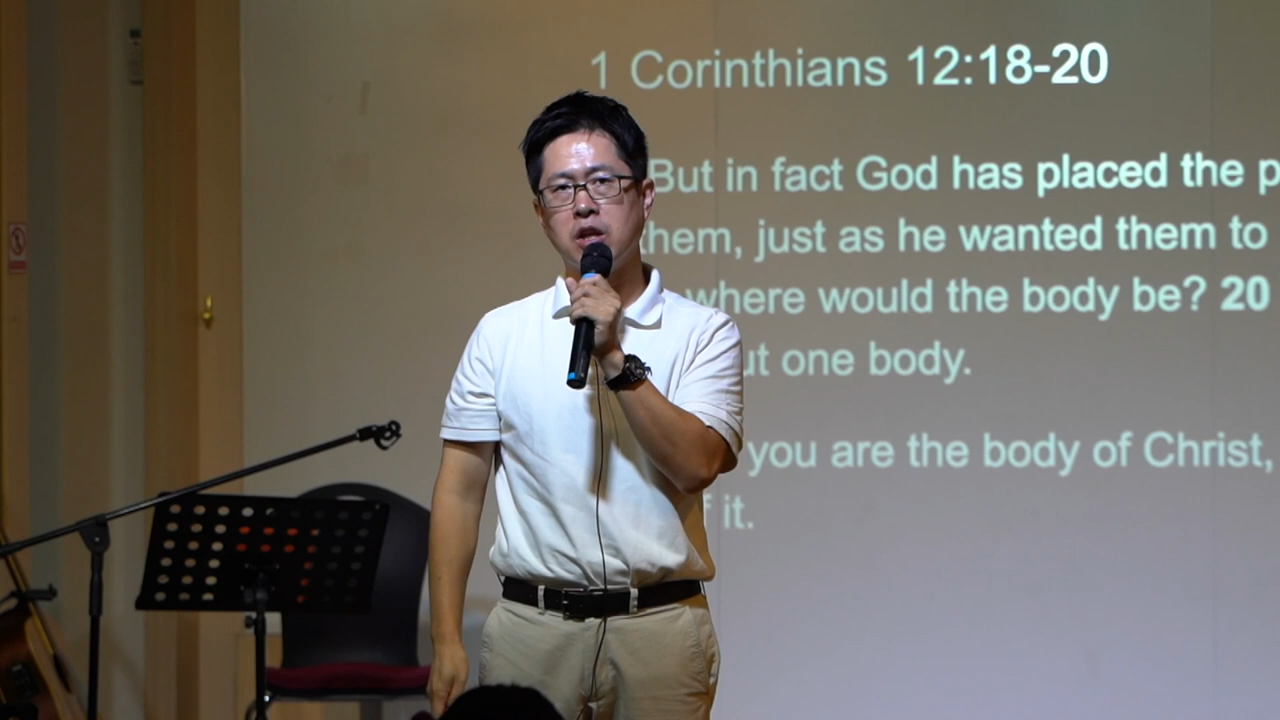 1 Corinthians 12:18-20
But in fact God has placed the
them, just as he wanted them to
where would the body be? 20
one body.
you are the body of Christ,
it.